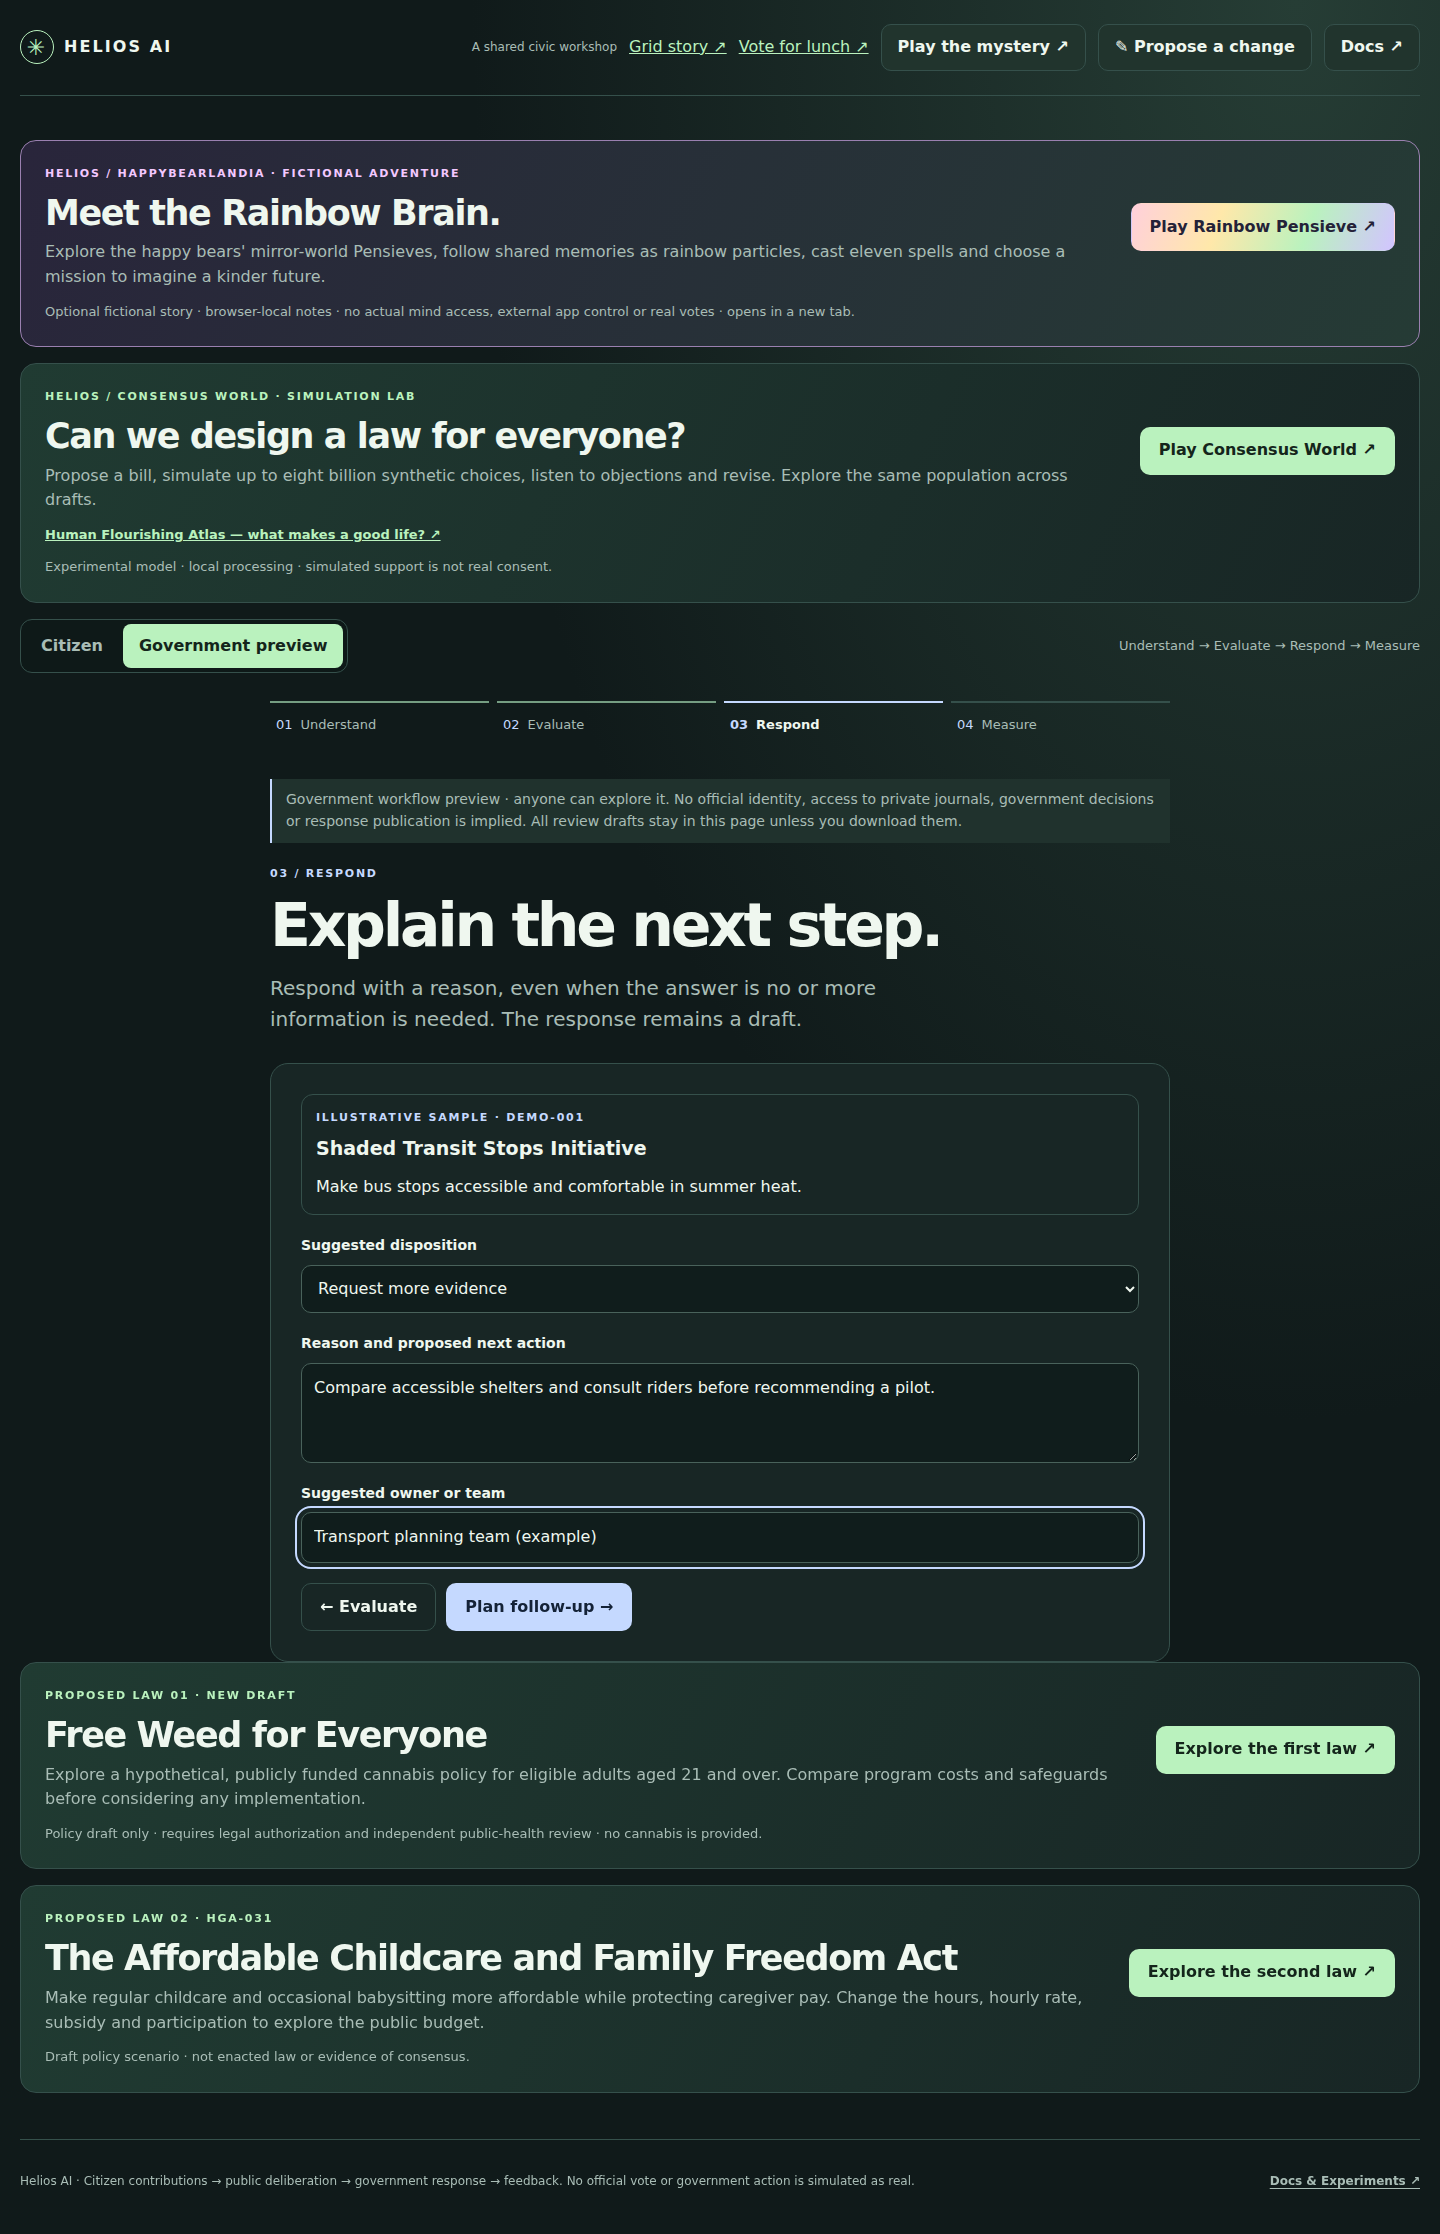 HELIOS AI
A shared civic workshop Grid story ↗ Vote for lunch ↗ Play the mystery ↗ ✎ Propose a change Docs ↗
HELIOS / HAPPYBEARLANDIA · FICTIONAL ADVENTURE
Meet the Rainbow Brain.
Explore the happy bears' mirror-world Pensieves, follow shared memories as rainbow particles, cast eleven spells and choose a
mission to imagine a kinder future.
Optional fictional story · browser-local notes · no actual mind access, external app control or real votes · opens in a new tab.
Play Rainbow Pensieve ↗
HELIOS / CONSENSUS WORLD · SIMULATION LAB
Can we design a law for everyone?
Propose a bill, simulate up to eight billion synthetic choices, listen to objections and revise. Explore the same population across
drafts.
Human Flourishing Atlas — what makes a good life? ↗
Experimental model · local processing · simulated support is not real consent.
Play Consensus World ↗
Citizen Government preview
Understand → Evaluate → Respond → Measure
01 Understand
02 Evaluate
03 Respond
04 Measure
Government workflow preview · anyone can explore it. No official identity, access to private journals, government decisions
or response publication is implied. All review drafts stay in this page unless you download them.
03 / RESPOND
Explain the next step.
Respond with a reason, even when the answer is no or more
information is needed. The response remains a draft.
ILLUSTRATIVE SAMPLE · DEMO-001
Shaded Transit Stops Initiative
Make bus stops accessible and comfortable in summer heat.
Suggested disposition
Request more evidence
Reason and proposed next action
Compare accessible shelters and consult riders before recommending a pilot.
Suggested owner or team
Transport planning team (example)
← Evaluate Plan follow-up →
PROPOSED LAW 01 · NEW DRAFT
Free Weed for Everyone
Explore a hypothetical, publicly funded cannabis policy for eligible adults aged 21 and over. Compare program costs and safeguards
before considering any implementation.
Policy draft only · requires legal authorization and independent public-health review · no cannabis is provided.
Explore the first law ↗
PROPOSED LAW 02 · HGA-031
The Affordable Childcare and Family Freedom Act
Make regular childcare and occasional babysitting more affordable while protecting caregiver pay. Change the hours, hourly rate,
subsidy and participation to explore the public budget.
Draft policy scenario · not enacted law or evidence of consensus.
Explore the second law ↗
Helios AI · Citizen contributions → public deliberation → government response → feedback. No official vote or government action is simulated as real.
Docs & Experiments ↗